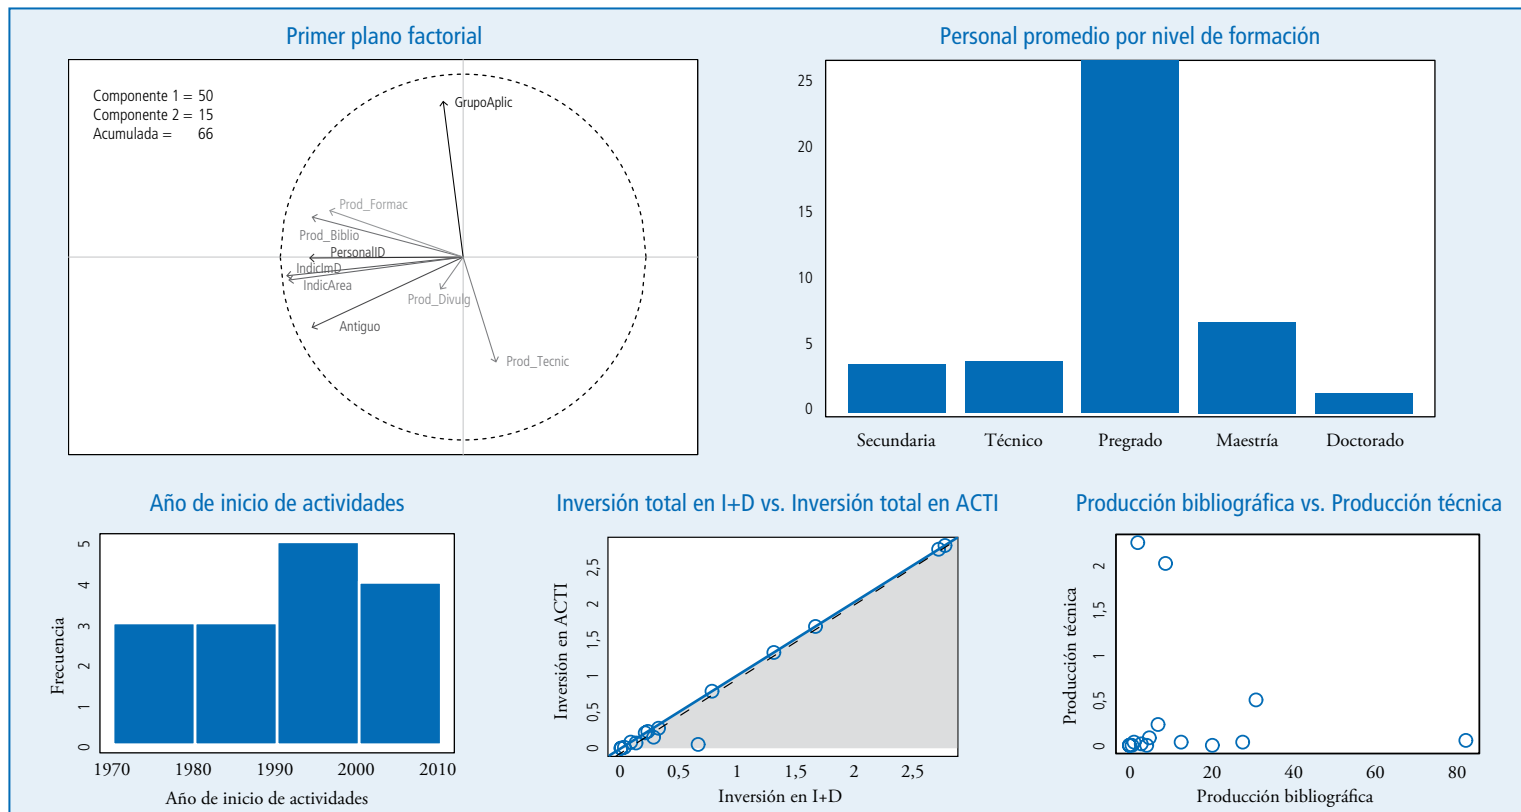 Primer plano factorial
Componente 1 = 50
Componente 2 = 15
Acumulada = 66
GrupoAplic
Prod_Formac
Prod_Biblio
PersonalID
IndicImD
IndicArea
Prod_Divulg
Antiguo
Prod_Tecnic
Personal promedio por nivel de formación
25
20
15
10
5
0
Secundaria Técnico Pregrado Maestría Doctorado
Año de inicio de actividades
Frecuencia
5
4
3
2
1
0
1970 1980 1990 2000 2010
Año de inicio de actividades
Inversión total en I+D vs. Inversión total en ACTI
Inversión en ACTI
2,5
2
1,5
1
0,5
0
0 0,5 1 1,5 2 2,5
Inversión en I+D
Producción bibliográfica vs. Producción técnica
Producción técnica
2
1,5
1
0,5
0
0 20 40 60 80
Producción bibliográfica